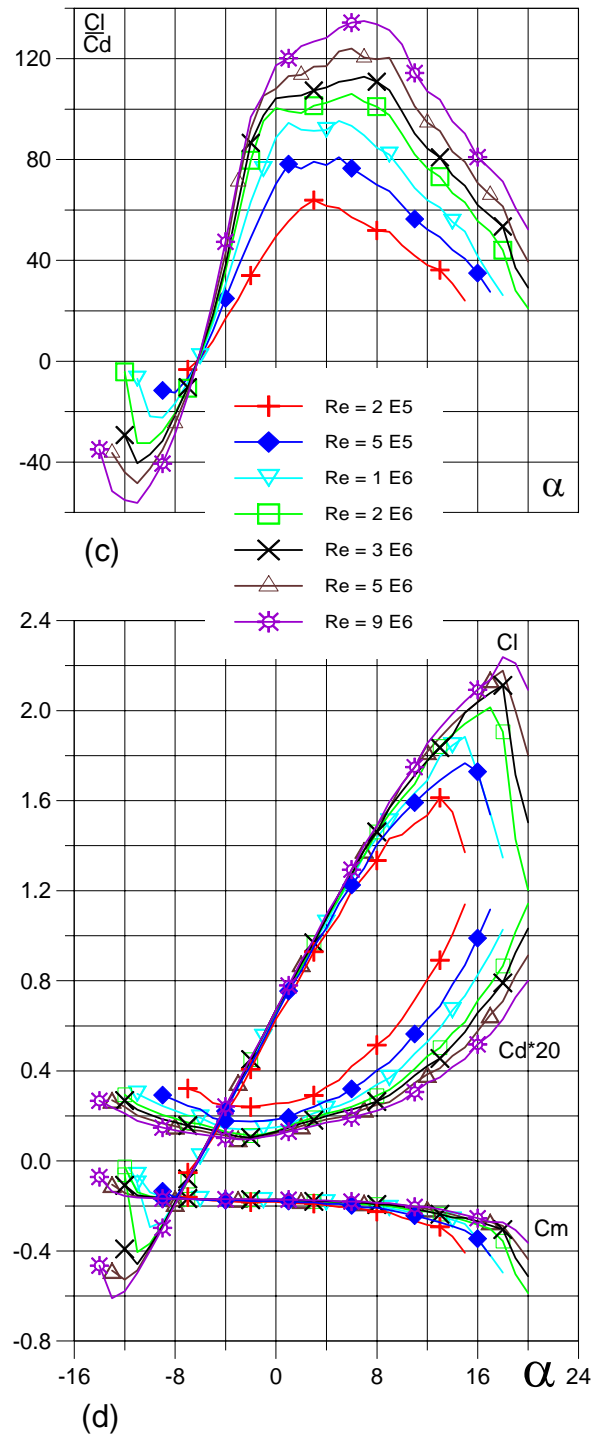 Cl
Cd
120
80
40
0
-40
α
(c)
Re = 2 E5
Re = 5 E5
Re = 1 E6
Re = 2 E6
Re = 3 E6
Re = 5 E6
Re = 9 E6
2.4
Cl
2.0
1.6
1.2
0.8
Cd*20
0.4
0.0
Cm
-0.4
-0.8
-16 -8 0 8 16 α 24
(d)